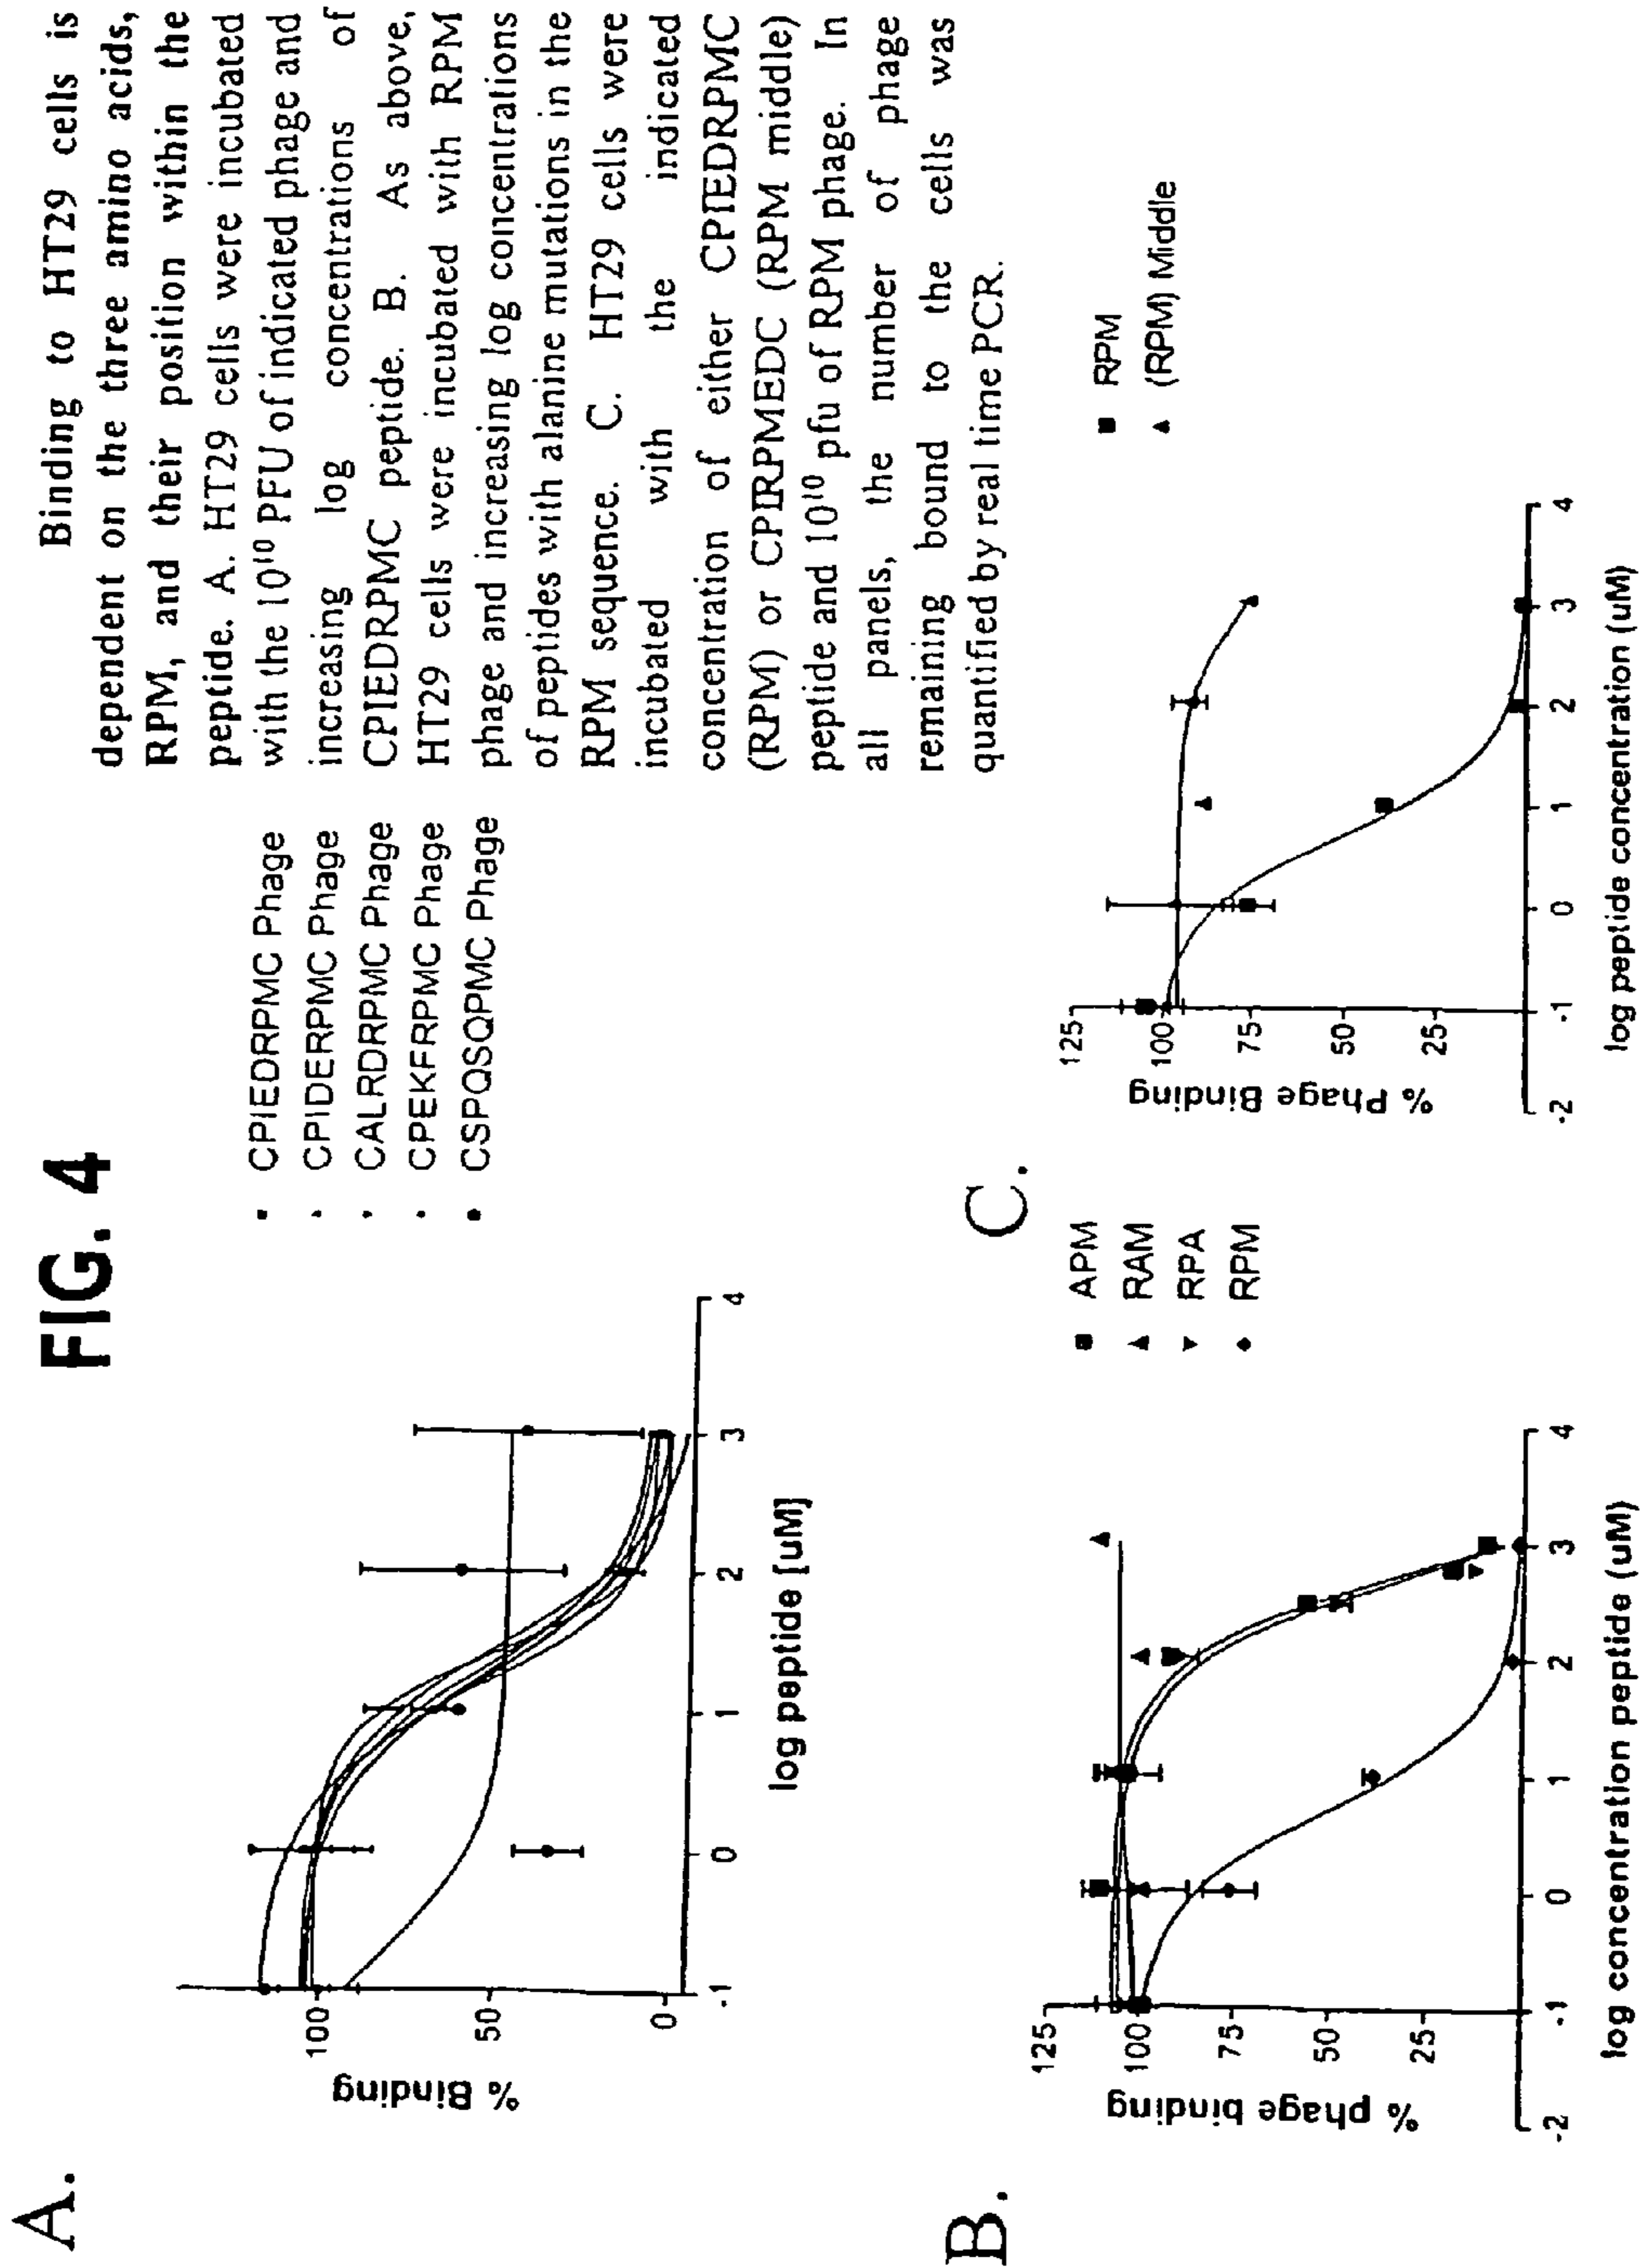 FIG. 4
A.
% Binding
100
50
0
-1
0
1
2
3
4
log peptide [uM]
CPIEDRPMC Phage
CPIDERPMC Phage
CALRDRPMC Phage
CPEKFRPMC Phage
CSPQSQPMC Phage
Binding to HT29 cells is
dependent on the three amino acids,
RPM, and their position within the
peptide. A. HT29 cells were incubated
with the 10¹⁰ PFU of indicated phage and
increasing log concentrations of
CPIEDRPMC peptide. B. As above,
HT29 cells were incubated with RPM
phage and increasing log concentrations
of peptides with alanine mutations in the
RPM sequence. C. HT29 cells were
incubated with the indicated
concentration of either CPIEDRPMC
(RPM) or CPIRPMEDC (RPM middle)
peptide and 10¹⁰ pfu of RPM phage. In
all panels, the number of phage
remaining bound to the cells was
quantified by real time PCR.
B.
% phage binding
125
100
75
50
25
-2
-1
0
1
2
3
4
log concentration peptide (uM)
APM
RAM
RPA
RPM
C.
% Phage Binding
125
100
75
50
25
-2
-1
0
1
2
3
4
log peptide concentration (uM)
RPM
(RPM) Middle